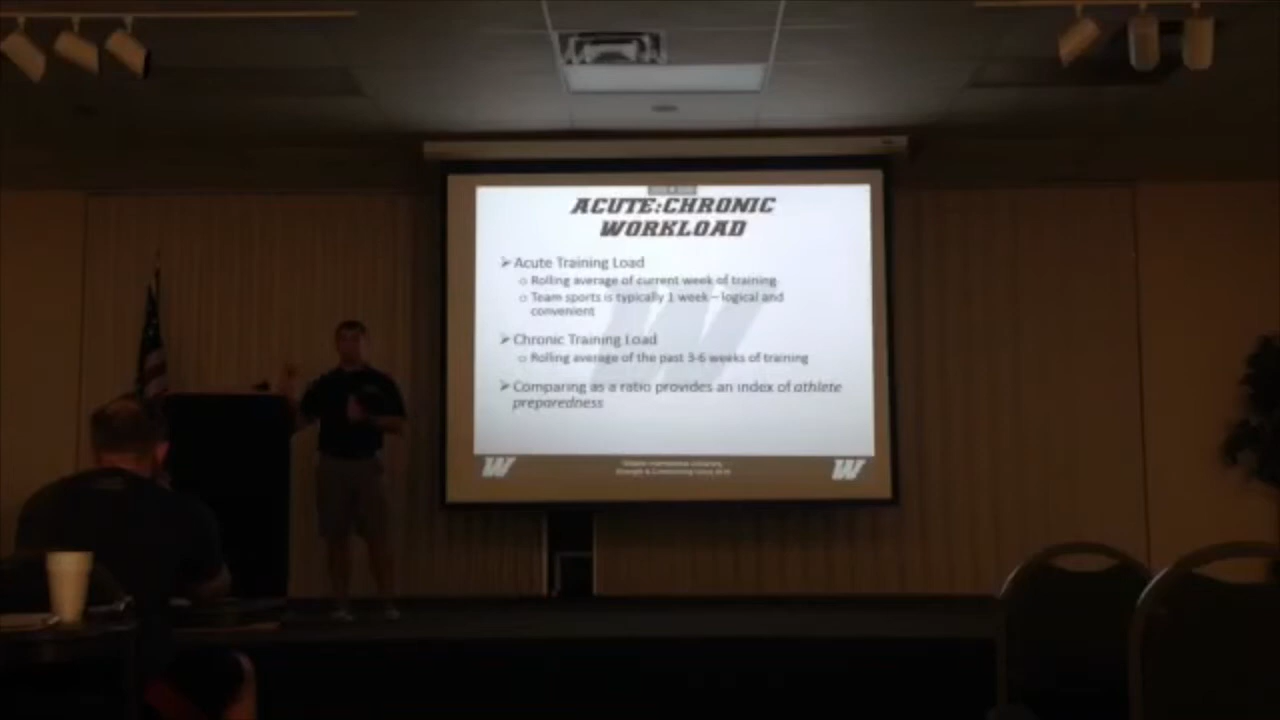 ACUTE:CHRONIC
WORKLOAD
➢ Acute Training Load
o Rolling average of current week of training
o Team sports is typically 1 week – logical and
convenient
➢ Chronic Training Load
o Rolling average of the past 3-6 weeks of training
➢ Comparing as a ratio provides an index of athlete
preparedness
W
W